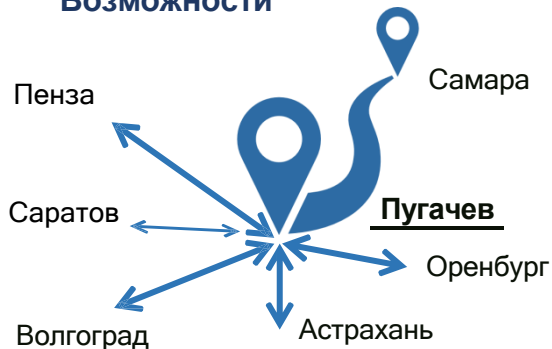 Возможности
Самара
Пенза
Саратов
Пугачев
Оренбург
Волгоград
Астрахань